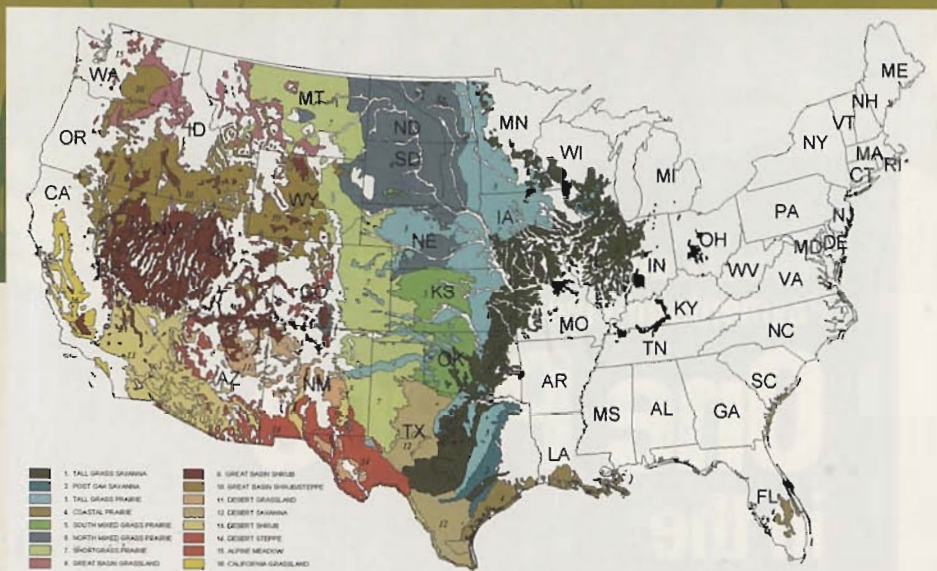 WA
MT
ND
MN
ME
OR
ID
SD
WI
MI
NY
VT
NH
MA
CT
RI
CA
WY
NV
NE
IA
PA
OH
IN
MD
DE
WV
VA
CO
KS
MO
KY
TN
NC
AZ
NM
OK
AR
SC
TX
MS
AL
GA
LA
FL
1. TALL GRASS SAVANNA
2. POST OAK SAVANNA
3. TALL GRASS PRAIRIE
4. COASTAL PRAIRIE
5. SOUTH MIXED GRASS PRAIRIE
6. NORTH MIXED GRASS PRAIRIE
7. SHORTGRASS PRAIRIE
8. GREAT BASIN GRASSLAND
9. GREAT BASIN SHRUB
10. GREAT BASIN SHRUB/STEPPE
11. DESERT GRASSLAND
12. DESERT SAVANNA
13. DESERT SHRUB
14. DESERT STEPPE
15. ALPINE MEADOW
16. CALIFORNIA GRASSLAND